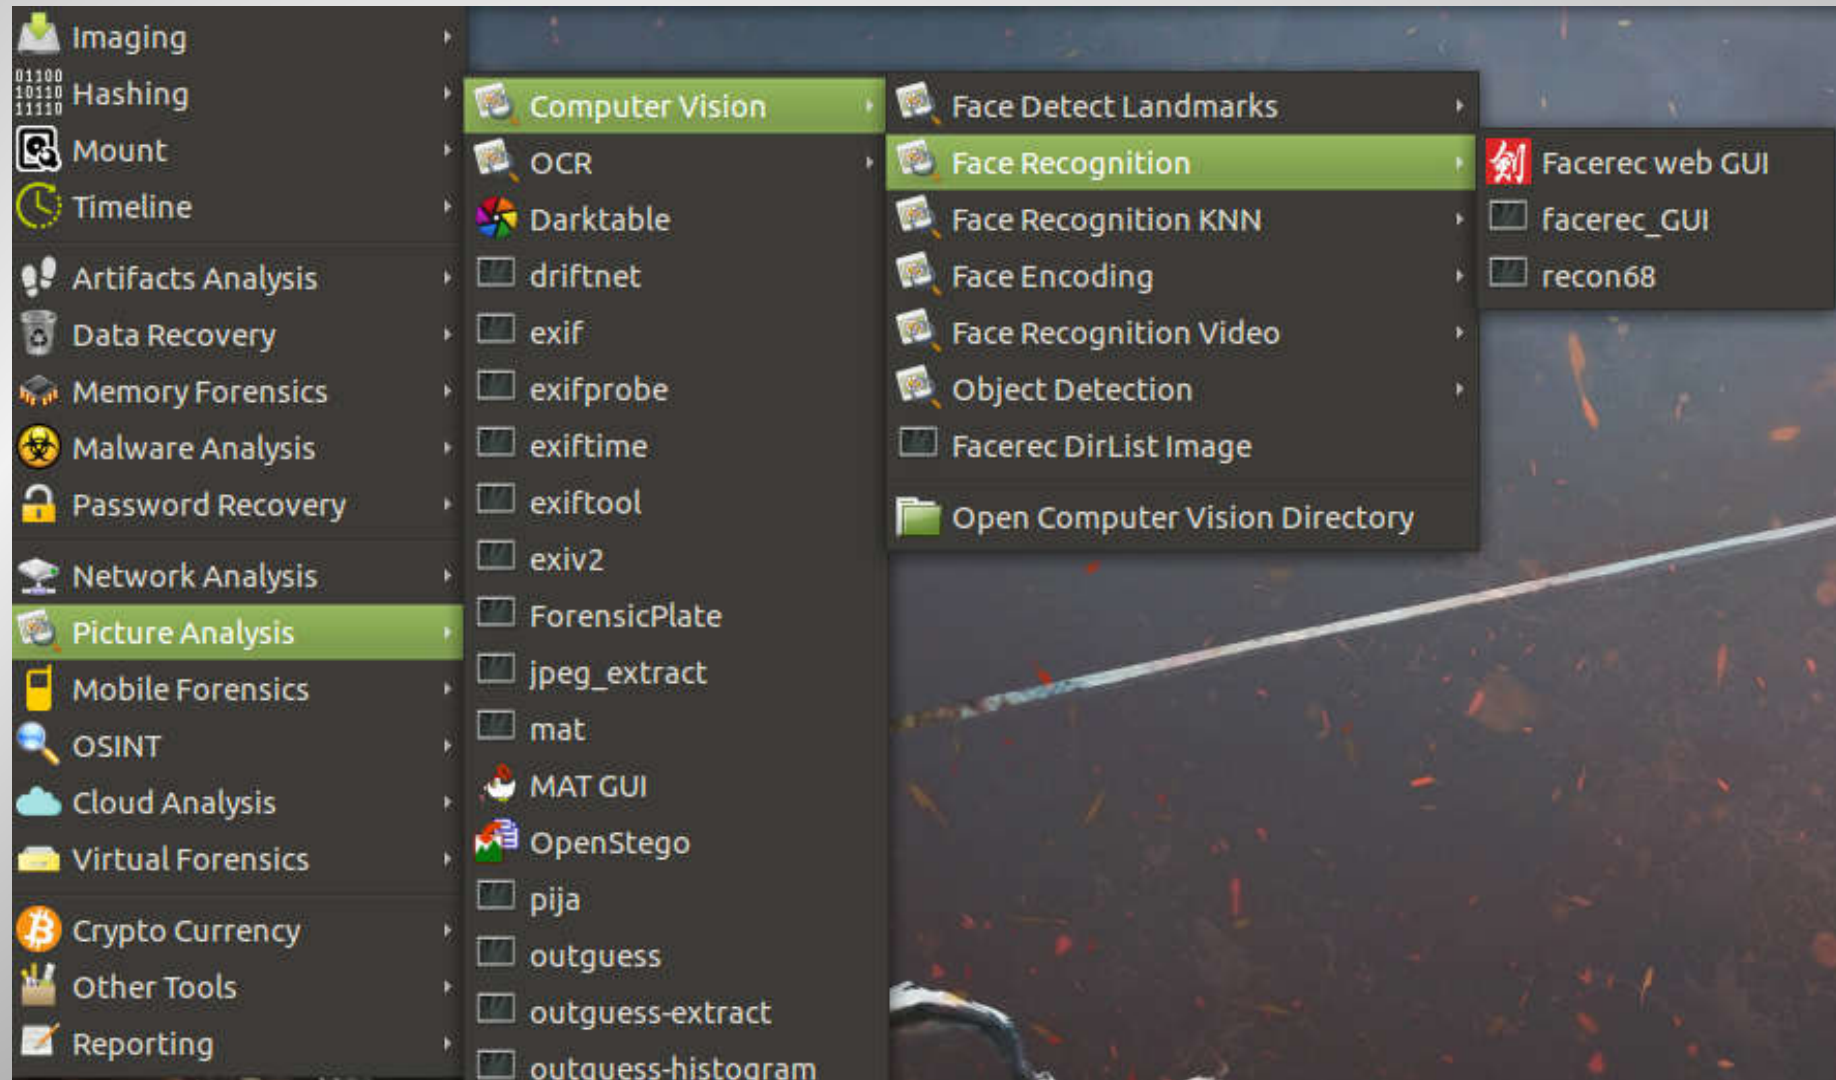 Imaging
01100
10110
11110
Hashing
Mount
Timeline
Artifacts Analysis
Data Recovery
Memory Forensics
Malware Analysis
Password Recovery
Network Analysis
Picture Analysis
Mobile Forensics
OSINT
Cloud Analysis
Virtual Forensics
Crypto Currency
Other Tools
Reporting
Computer Vision
OCR
Darktable
driftnet
exif
exifprobe
exiftime
exiftool
exiv2
ForensicPlate
jpeg_extract
mat
MAT GUI
OpenStego
pija
outguess
outguess-extract
outguess-histogram
Face Detect Landmarks
Face Recognition
Face Recognition KNN
Face Encoding
Face Recognition Video
Object Detection
Facerec DirList Image
Open Computer Vision Directory
剣 Facerec web GUI
facerec_GUI
recon68